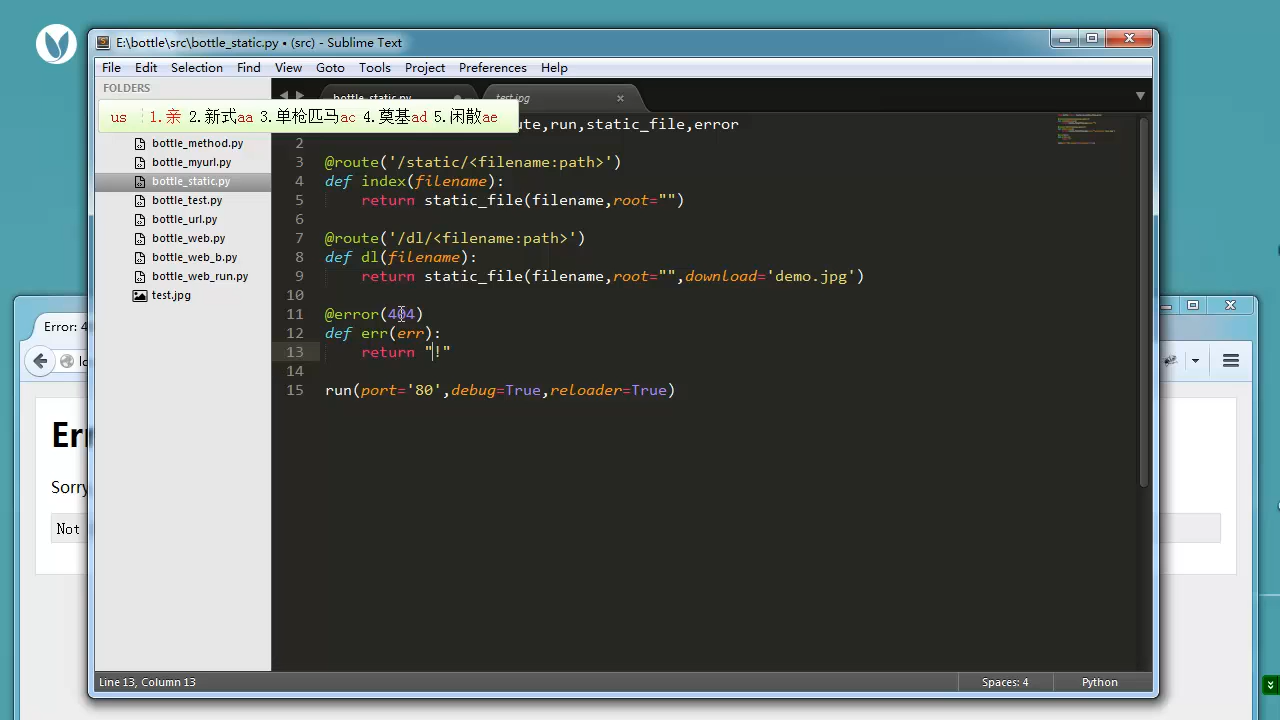 E:\bottle\src\bottle_static.py • (src) - Sublime Text
File Edit Selection Find View Goto Tools Project Preferences Help
FOLDERS
bottle_static.py
test.jpg
us 1.亲 2.新式aa 3.单枪匹马ac 4.奠基ad 5.闲散ae
,run,static_file,error
bottle_method.py
bottle_myurl.py
bottle_static.py
bottle_test.py
bottle_url.py
bottle_web.py
bottle_web_b.py
bottle_web_run.py
test.jpg
2
3 @route('/static/<filename:path>')
4 def index(filename):
5 return static_file(filename,root="")
6
7 @route('/dl/<filename:path>')
8 def dl(filename):
9 return static_file(filename,root="",download='demo.jpg')
10
11 @error(404)
12 def err(err):
13 return "!"
14
15 run(port='80',debug=True,reloader=True)
Error: 4
Sorry
Not
Line 13, Column 13
Spaces: 4
Python